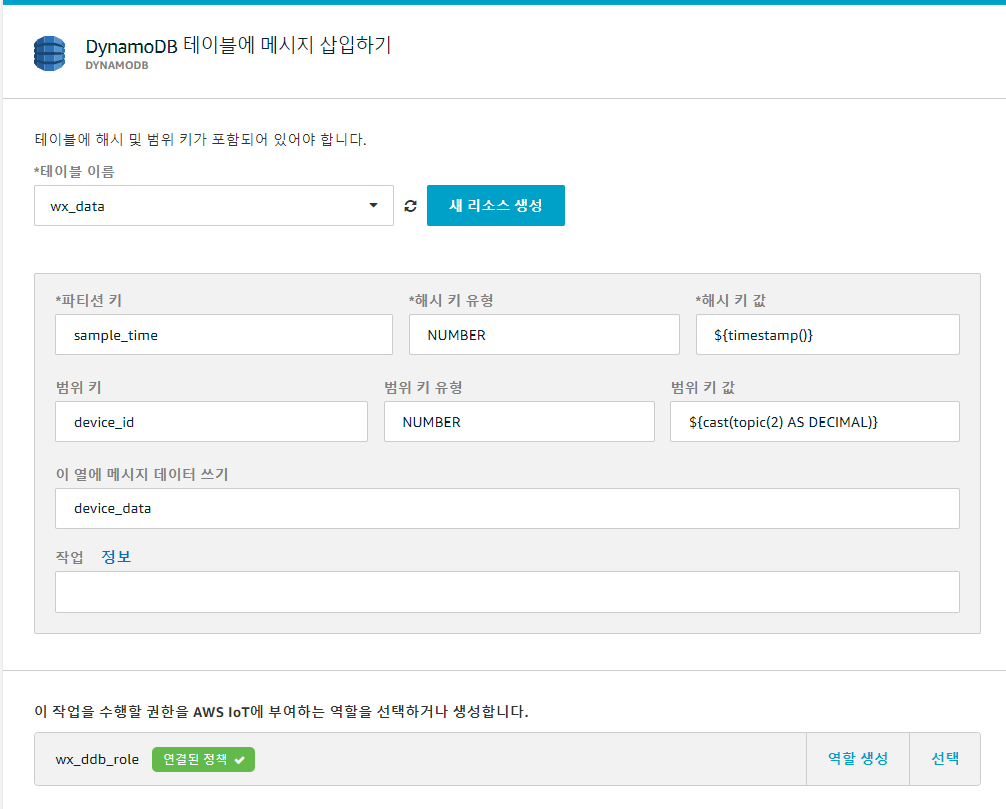 DynamoDB 테이블에 메시지 삽입하기
DYNAMODB
테이블에 해시 및 범위 키가 포함되어 있어야 합니다.
*테이블 이름
wx_data
새 리소스 생성
*파티션 키 *해시 키 유형 *해시 키 값
sample_time NUMBER ${timestamp()}
범위 키 범위 키 유형 범위 키 값
device_id NUMBER ${cast(topic(2) AS DECIMAL)}
이 열에 메시지 데이터 쓰기
device_data
작업 정보
이 작업을 수행할 권한을 AWS IoT에 부여하는 역할을 선택하거나 생성합니다.
wx_ddb_role 연결된 정책 역할 생성 선택